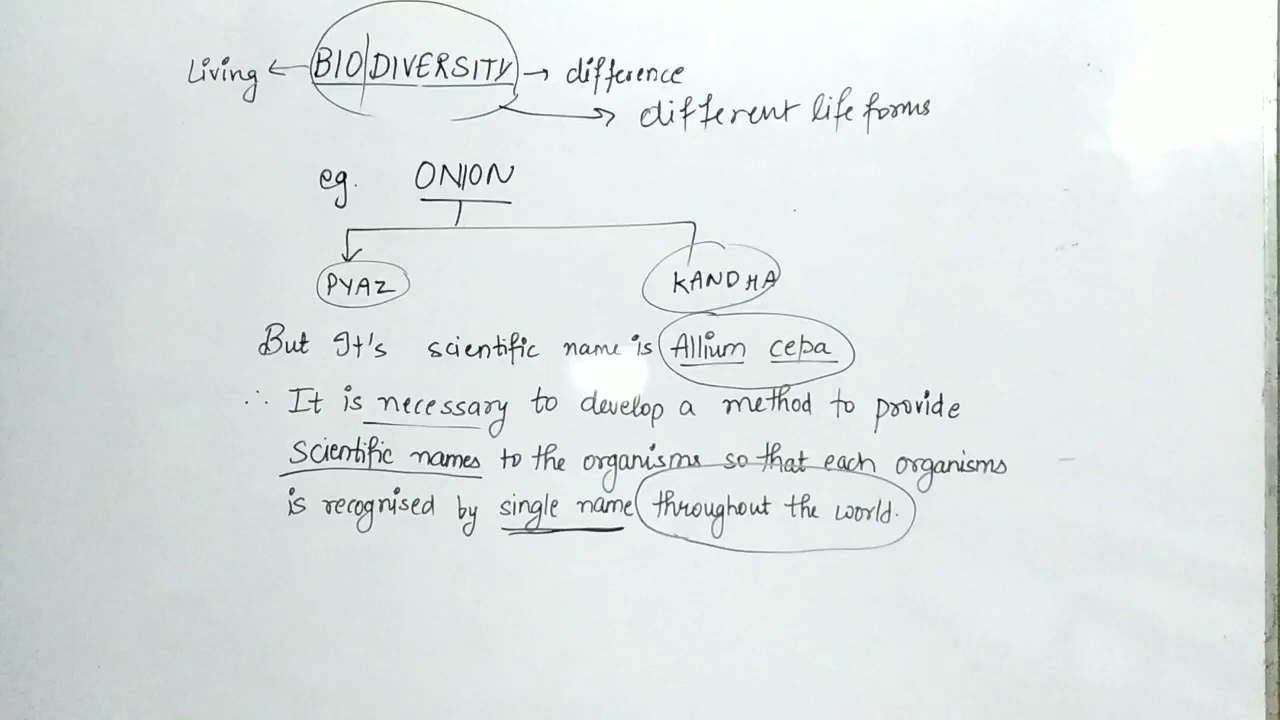 Living ← BIO|DIVERSITY → difference
→ different life forms
eg. ONION
PYAZ KANDHA
But It's scientific name is Allium cepa
∴ It is necessary to develop a method to provide
scientific names to the organisms so that each organisms
is recognised by single name throughout the world.